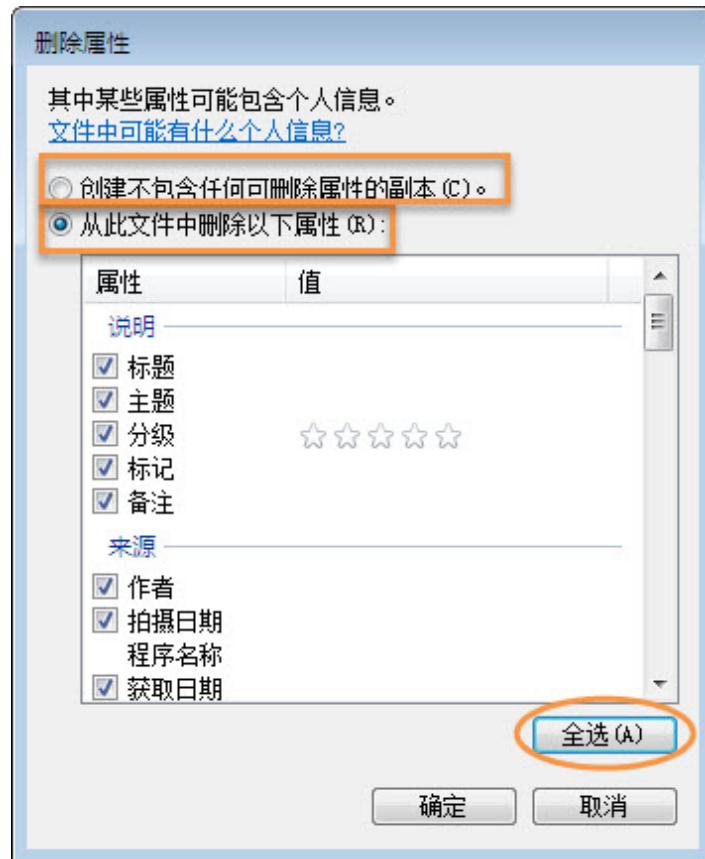 删除属性
其中某些属性可能包含个人信息。
文件中可能有什么个人信息?
创建不包含任何可删除属性的副本(C)。
从此文件中删除以下属性(R):
属性 值
说明
标题
主题
分级
标记
备注
来源
作者
拍摄日期
程序名称
获取日期
全选(A)
确定 取消